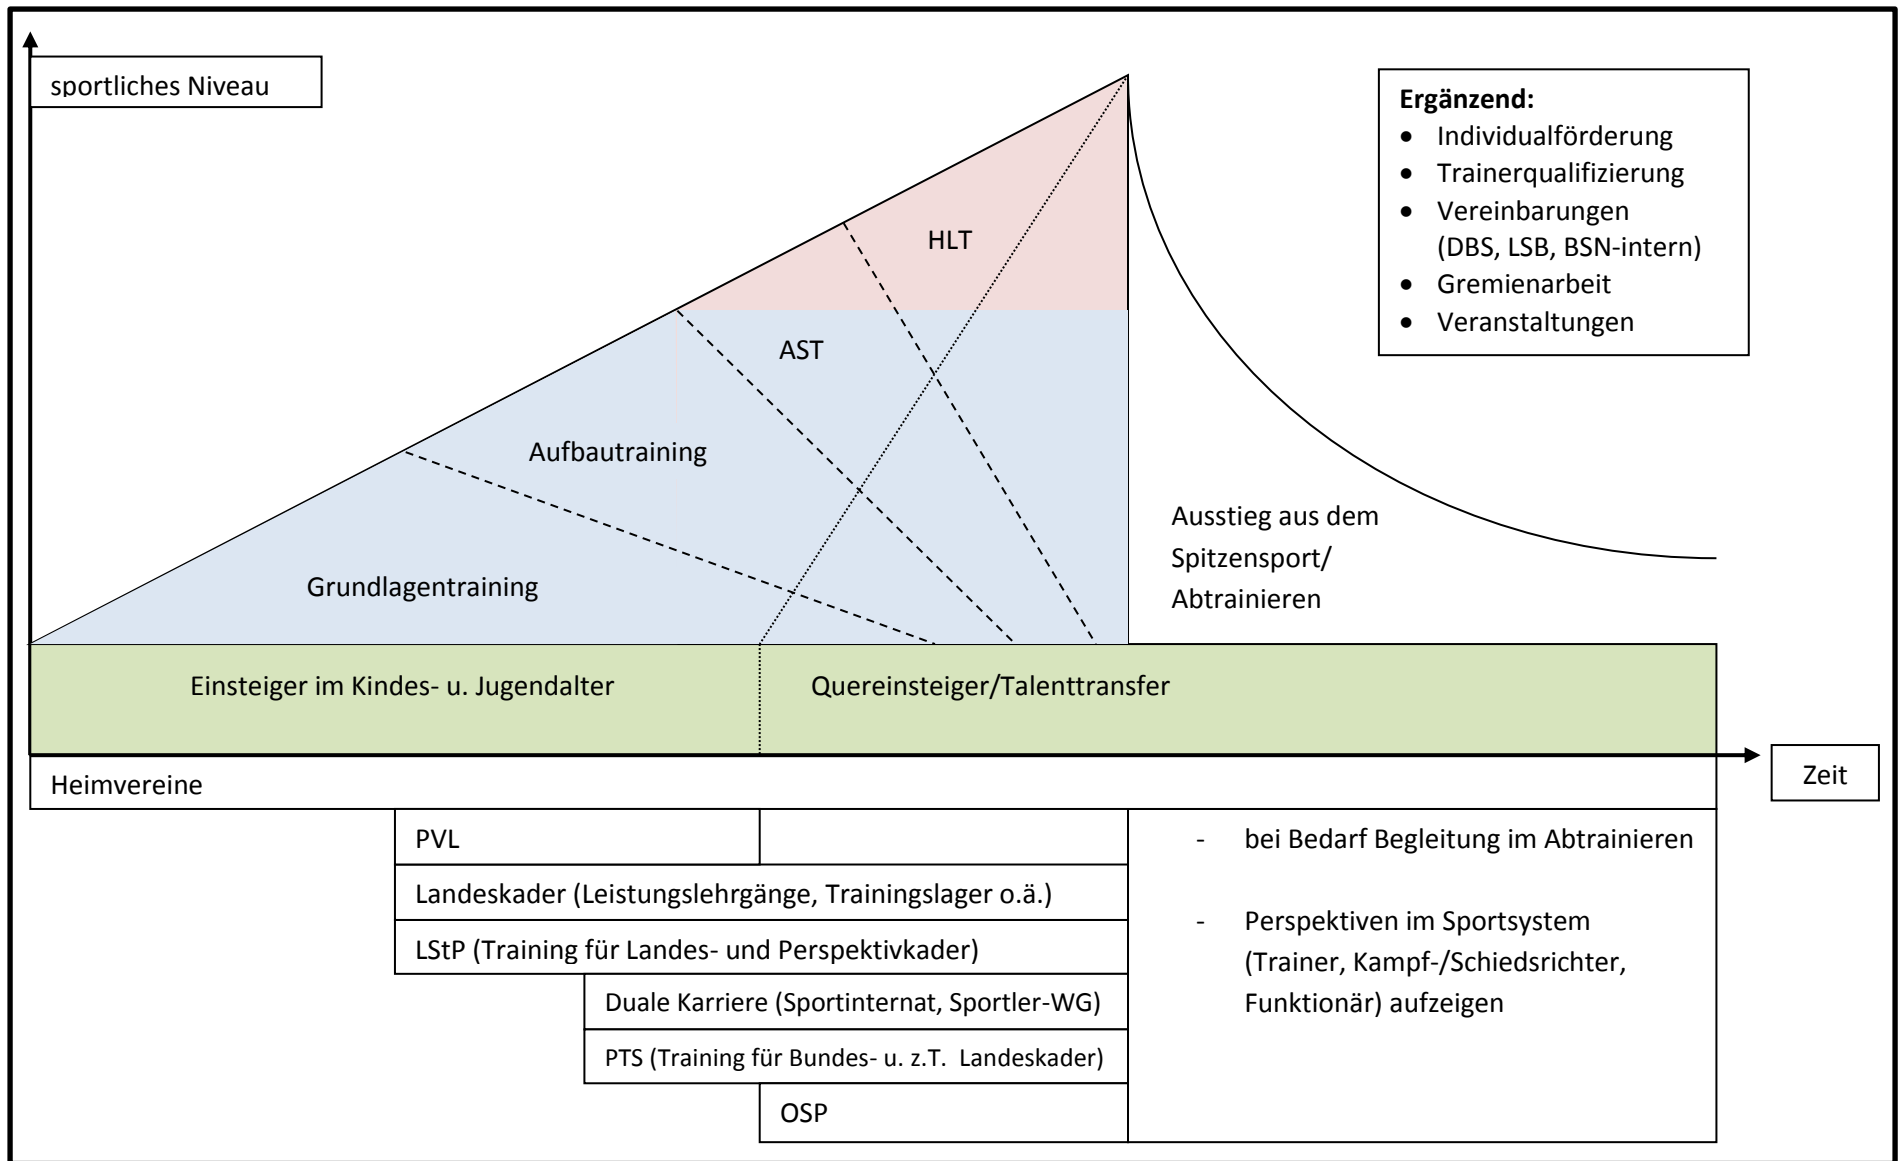 sportliches Niveau
Ergänzend:
• Individualförderung
• Trainerqualifizierung
• Vereinbarungen
(DBS, LSB, BSN-intern)
• Gremienarbeit
• Veranstaltungen
HLT
AST
Aufbautraining
Grundlagentraining
Ausstieg aus dem
Spitzensport/
Abtrainieren
Einsteiger im Kindes- u. Jugendalter
Quereinsteiger/Talenttransfer
Zeit
Heimvereine
PVL
Landeskader (Leistungslehrgänge, Trainingslager o.ä.)
LStP (Training für Landes- und Perspektivkader)
Duale Karriere (Sportinternat, Sportler-WG)
PTS (Training für Bundes- u. z.T. Landeskader)
OSP
- bei Bedarf Begleitung im Abtrainieren
- Perspektiven im Sportsystem
(Trainer, Kampf-/Schiedsrichter,
Funktionär) aufzeigen